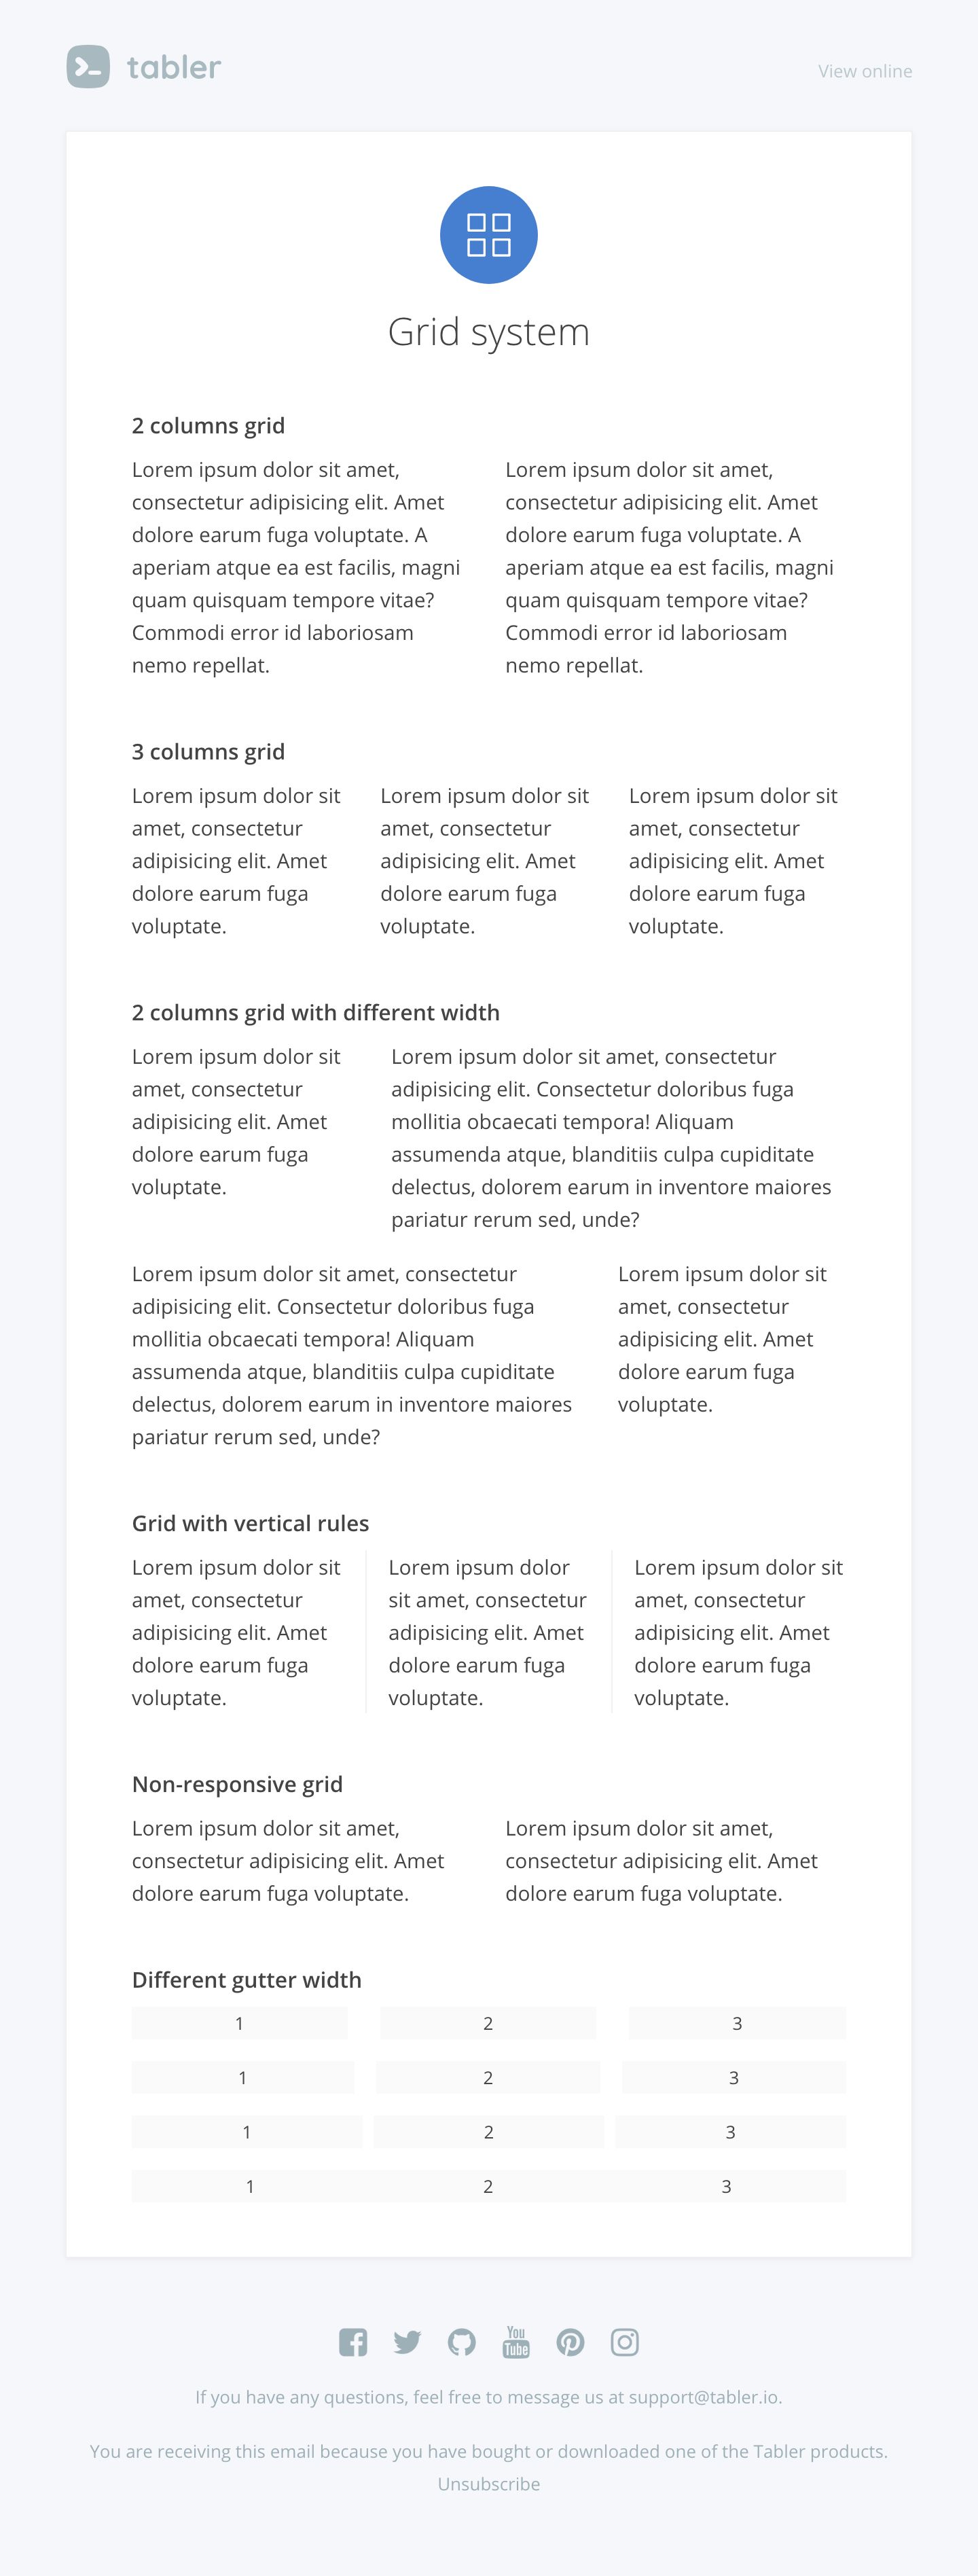 tabler
View online
Grid system
2 columns grid
Lorem ipsum dolor sit amet,
consectetur adipisicing elit. Amet
dolore earum fuga voluptate. A
aperiam atque ea est facilis, magni
quam quisquam tempore vitae?
Commodi error id laboriosam
nemo repellat.
Lorem ipsum dolor sit amet,
consectetur adipisicing elit. Amet
dolore earum fuga voluptate. A
aperiam atque ea est facilis, magni
quam quisquam tempore vitae?
Commodi error id laboriosam
nemo repellat.
3 columns grid
Lorem ipsum dolor sit
amet, consectetur
adipisicing elit. Amet
dolore earum fuga
voluptate.
Lorem ipsum dolor sit
amet, consectetur
adipisicing elit. Amet
dolore earum fuga
voluptate.
Lorem ipsum dolor sit
amet, consectetur
adipisicing elit. Amet
dolore earum fuga
voluptate.
2 columns grid with different width
Lorem ipsum dolor sit
amet, consectetur
adipisicing elit. Amet
dolore earum fuga
voluptate.
Lorem ipsum dolor sit amet, consectetur
adipisicing elit. Consectetur doloribus fuga
mollitia obcaecati tempora! Aliquam
assumenda atque, blanditiis culpa cupiditate
delectus, dolorem earum in inventore maiores
pariatur rerum sed, unde?
Lorem ipsum dolor sit amet, consectetur
adipisicing elit. Consectetur doloribus fuga
mollitia obcaecati tempora! Aliquam
assumenda atque, blanditiis culpa cupiditate
delectus, dolorem earum in inventore maiores
pariatur rerum sed, unde?
Lorem ipsum dolor sit
amet, consectetur
adipisicing elit. Amet
dolore earum fuga
voluptate.
Grid with vertical rules
Lorem ipsum dolor sit
amet, consectetur
adipisicing elit. Amet
dolore earum fuga
voluptate.
Lorem ipsum dolor
sit amet, consectetur
adipisicing elit. Amet
dolore earum fuga
voluptate.
Lorem ipsum dolor sit
amet, consectetur
adipisicing elit. Amet
dolore earum fuga
voluptate.
Non-responsive grid
Lorem ipsum dolor sit amet,
consectetur adipisicing elit. Amet
dolore earum fuga voluptate.
Lorem ipsum dolor sit amet,
consectetur adipisicing elit. Amet
dolore earum fuga voluptate.
Different gutter width
1 2 3
1 2 3
1 2 3
1 2 3
You
Tube
If you have any questions, feel free to message us at support@tabler.io.
You are receiving this email because you have bought or downloaded one of the Tabler products.
Unsubscribe